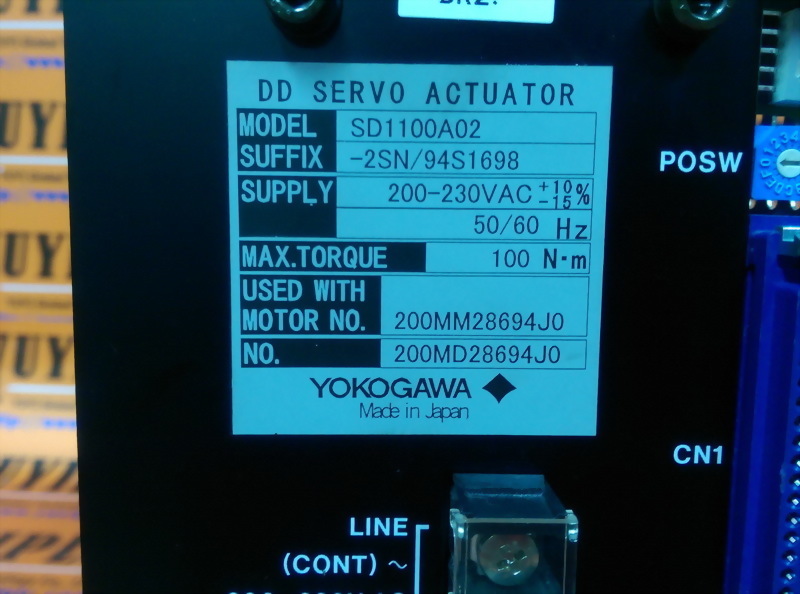 DD SERVO ACTUATOR
MODEL SD1100A02
SUFFIX -2SN/94S1698
SUPPLY 200-230VAC +10 -15 %
50/60 Hz
MAX.TORQUE 100 N·m
USED WITH
MOTOR NO. 200MM28694J0
NO. 200MD28694J0
YOKOGAWA
Made in Japan
POSW
CN1
LINE
(CONT) ~